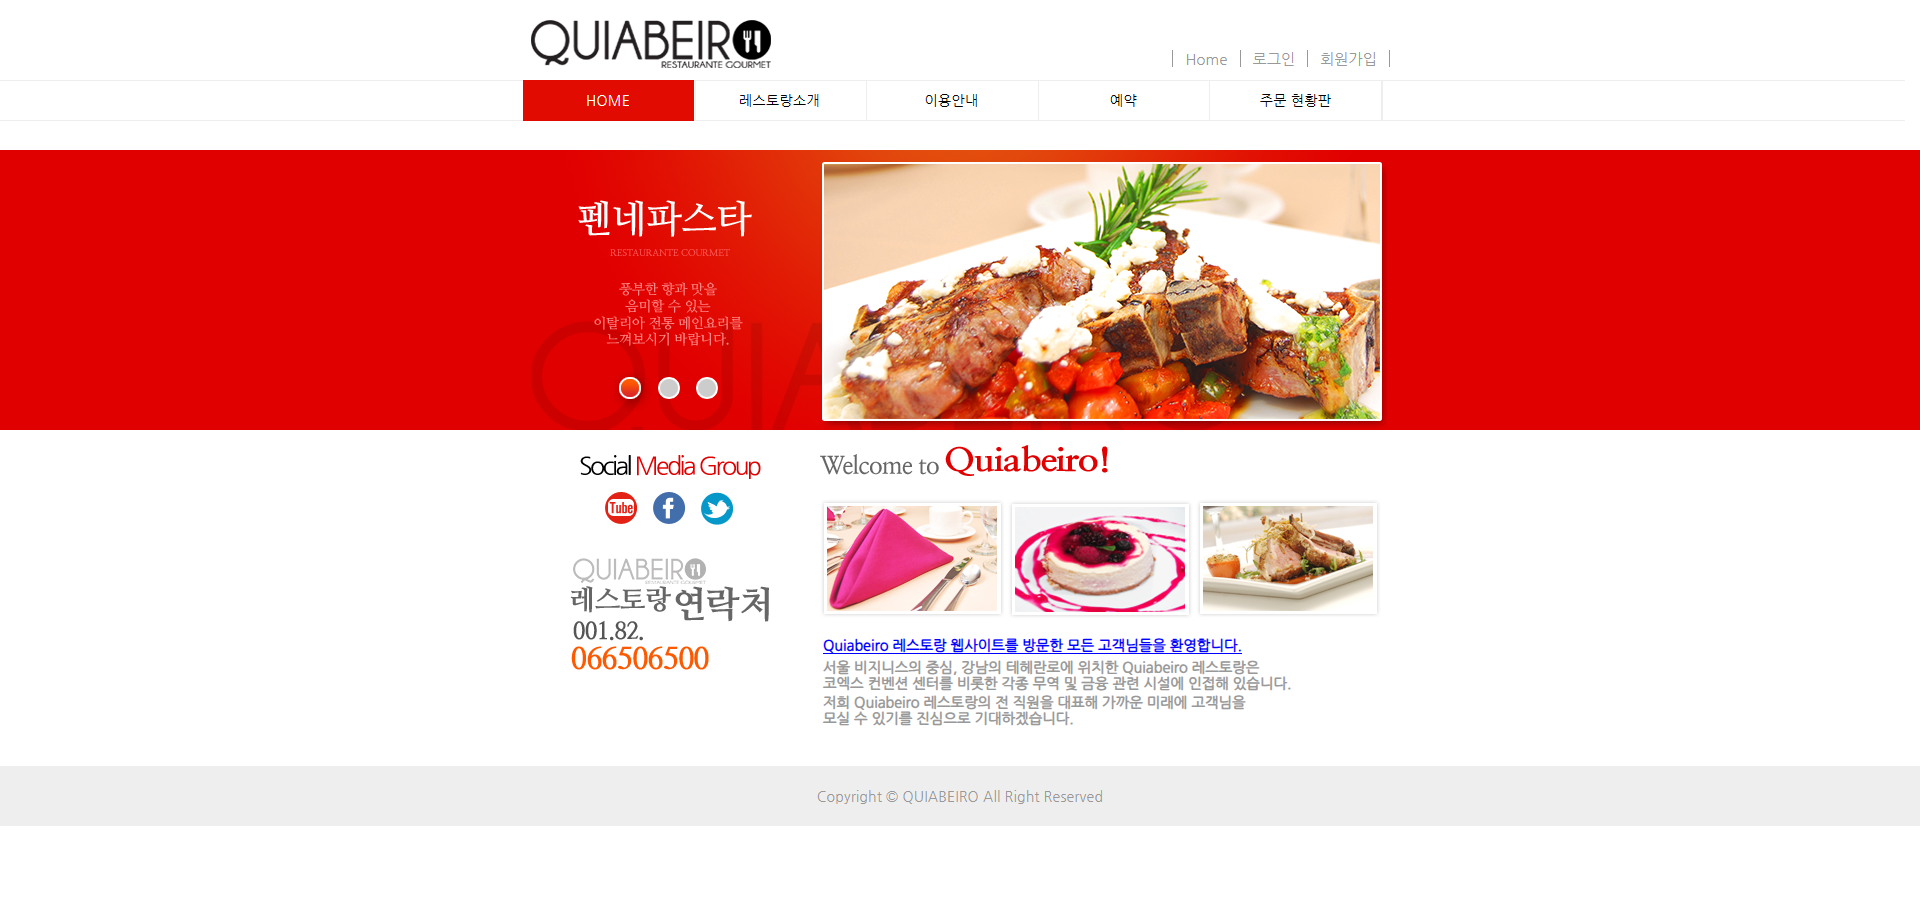 QUIABEIRO
RESTAURANTE GOURMET
Home
로그인
회원가입
HOME
레스토랑소개
이용안내
예약
주문 현황판
펜네파스타
RESTAURANTE COURMET
풍부한 향과 맛을
음미할 수 있는
이탈리아 전통 메인요리를
느껴보시기 바랍니다.
QUIABEIRO
Social Media Group
Tube
f
QUIABEIRO
RESTAURANTE GOURMET
레스토랑 연락처
001.82.
066506500
Welcome to Quiabeiro!
Quiabeiro 레스토랑 웹사이트를 방문한 모든 고객님들을 환영합니다.
서울 비지니스의 중심, 강남의 테헤란로에 위치한 Quiabeiro 레스토랑은
코엑스 컨벤션 센터를 비롯한 각종 무역 및 금융 관련 시설에 인접해 있습니다.
저희 Quiabeiro 레스토랑의 전 직원을 대표해 가까운 미래에 고객님을
모실 수 있기를 진심으로 기대하겠습니다.
Copyright © QUIABEIRO All Right Reserved